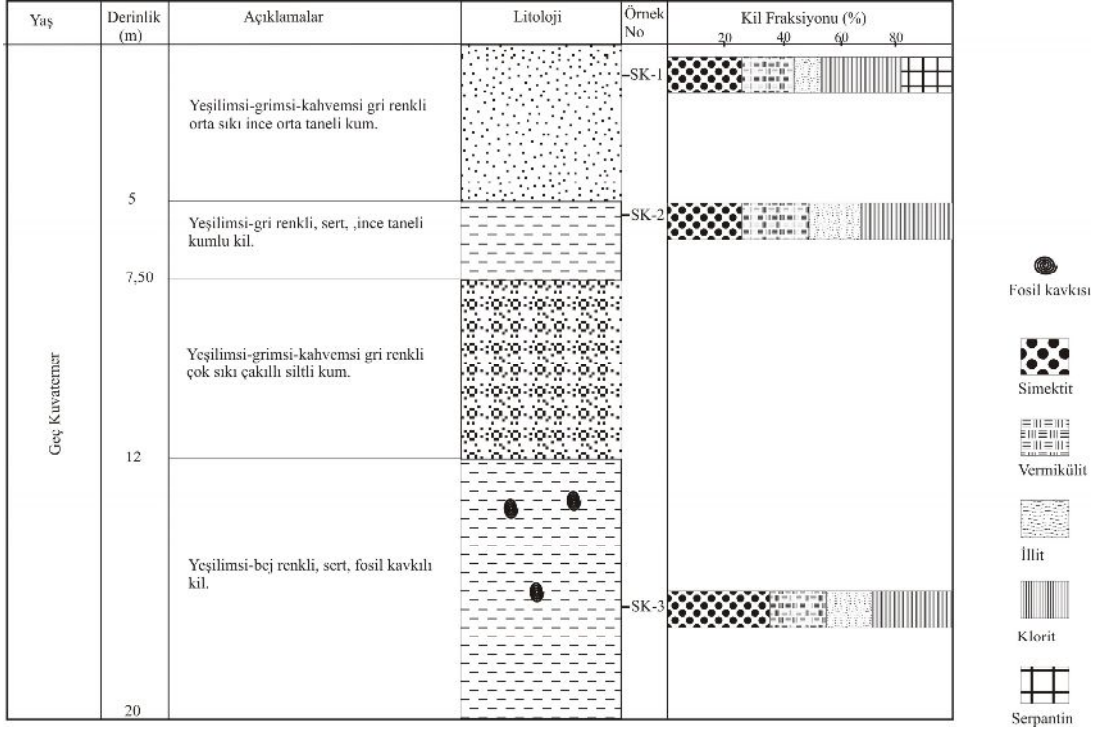 Yaş
Derinlik
(m)
Açıklamalar
Litoloji
Örnek
No
Kil Fraksiyonu (%)
20 40 60 80
SK-1
Yeşilimsi-grimsi-kahvemsi gri renkli
orta sıkı ince orta taneli kum.
5
SK-2
Yeşilimsi-gri renkli, sert, ,ince taneli
kumlu kil.
7,50
Yeşilimsi-grimsi-kahvemsi gri renkli
çok sıkı çakıllı siltli kum.
Geç Kuvaterner
12
Yeşilimsi-bej renkli, sert, fosil kavkılı
kil.
SK-3
20
Fosil kavkısı
Simektit
Vermikülit
İllit
Klorit
Serpantin